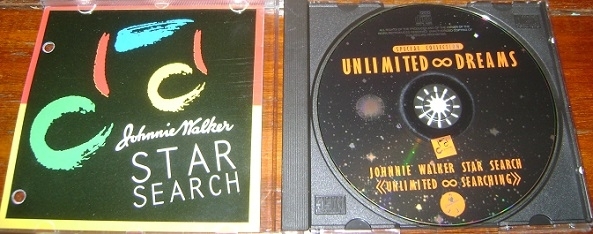 Johnnie Walker
STAR
SEARCH
SPECIAL COLLECTION
UNLIMITED ∞ DREAMS
JOHNNIE WALKER STAR SEARCH
《UNLIMITED ∞ SEARCHING》